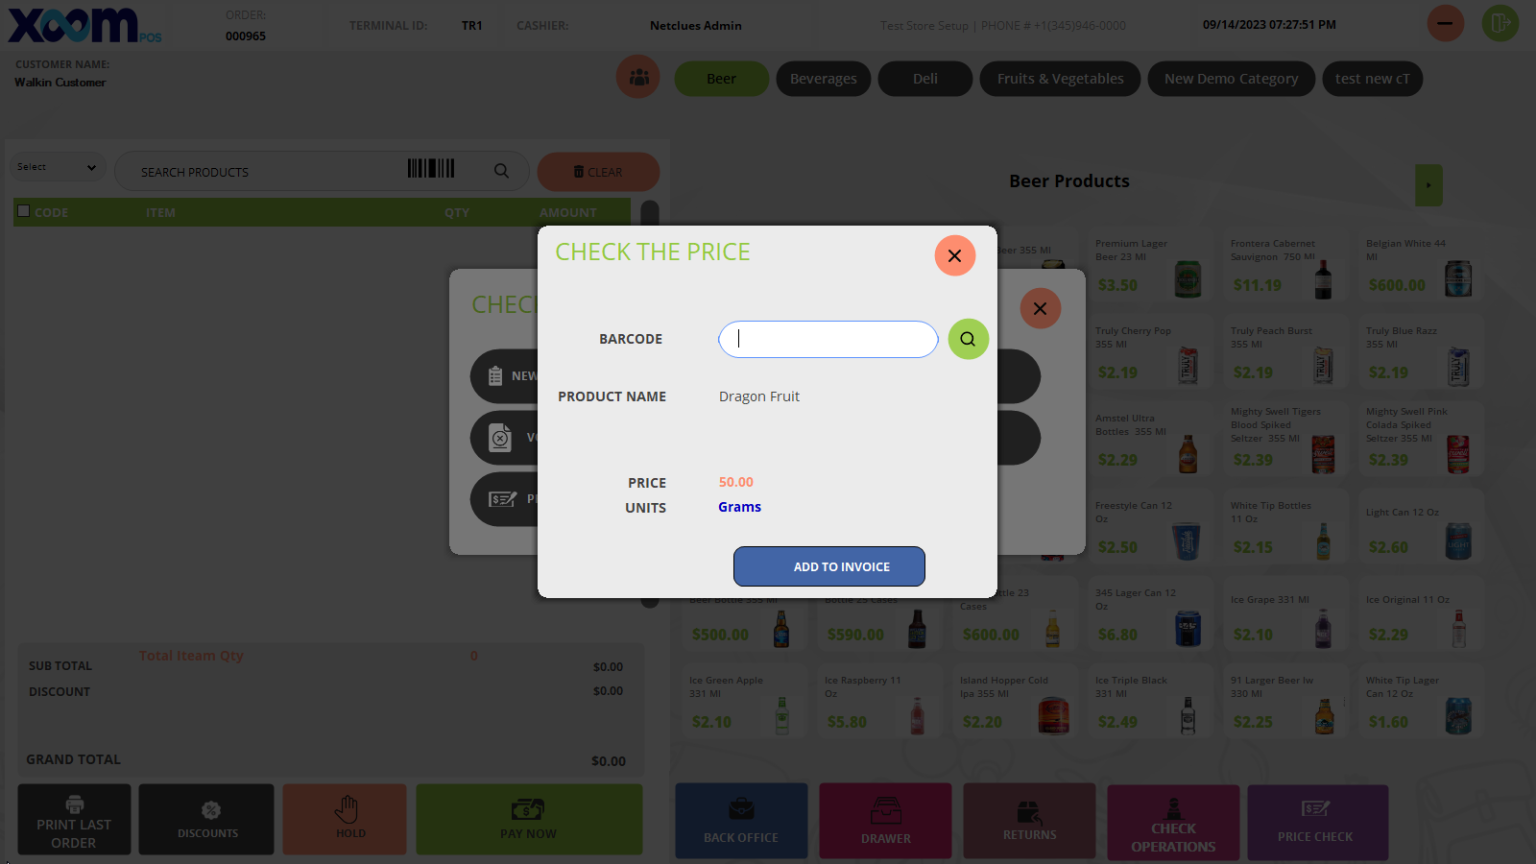 XOOM POS
ORDER:
000965
TERMINAL ID: TR1
CASHIER: Netclues Admin
Test Store Setup | PHONE # +1(345)946-0000
09/14/2023 07:27:51 PM
CUSTOMER NAME:
Walkin Customer
Beer
Beverages
Deli
Fruits & Vegetables
New Demo Category
test new cT
Select
SEARCH PRODUCTS
CLEAR
CODE ITEM QTY AMOUNT
Beer Products
CHECK THE PRICE
BARCODE
PRODUCT NAME Dragon Fruit
PRICE 50.00
UNITS Grams
ADD TO INVOICE
CHEC
NEW
Beer 355 Ml
Premium Lager
Beer 23 Ml
$3.50
Frontera Cabernet
Sauvignon 750 Ml
$11.19
Belgian White 44
Ml
$600.00
Truly Cherry Pop
355 Ml
$2.19
Truly Peach Burst
355 Ml
$2.19
Truly Blue Razz
355 Ml
$2.19
Amstel Ultra
Bottles 355 Ml
$2.29
Mighty Swell Tigers
Blood Spiked
Seltzer 355 Ml
$2.39
Mighty Swell Pink
Colada Spiked
Seltzer 355 Ml
$2.39
Freestyle Can 12
Oz
$2.50
White Tip Bottles
11 Oz
$2.15
Light Can 12 Oz
$2.60
Beer Bottle 355 Ml
$500.00
Bottle 25 Cases
$590.00
ttle 23
Cases
$600.00
345 Lager Can 12
Oz
$6.80
Ice Grape 331 Ml
$2.10
Ice Original 11 Oz
$2.29
Ice Green Apple
331 Ml
$2.10
Ice Raspberry 11
Oz
$5.80
Island Hopper Cold
Ipa 355 Ml
$2.20
Ice Triple Black
331 Ml
$2.49
91 Larger Beer Iw
330 Ml
$2.25
White Tip Lager
Can 12 Oz
$1.60
Total Iteam Qty 0
SUB TOTAL $0.00
DISCOUNT $0.00
GRAND TOTAL $0.00
PRINT LAST
ORDER
DISCOUNTS
HOLD
PAY NOW
BACK OFFICE
DRAWER
RETURNS
CHECK
OPERATIONS
PRICE CHECK